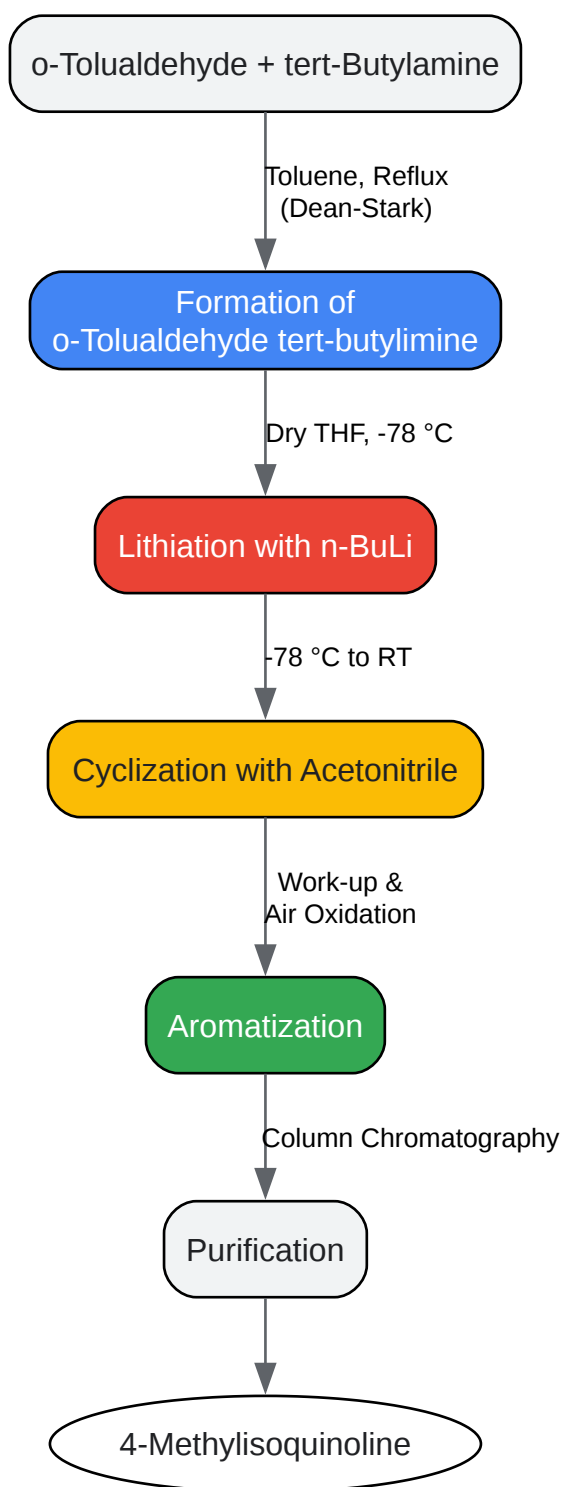 o-Tolualdehyde + tert-Butylamine
Toluene, Reflux
(Dean-Stark)
Formation of
o-Tolualdehyde tert-butylimine
Dry THF, -78 °C
Lithiation with n-BuLi
-78 °C to RT
Cyclization with Acetonitrile
Work-up &
Air Oxidation
Aromatization
Column Chromatography
Purification
4-Methylisoquinoline